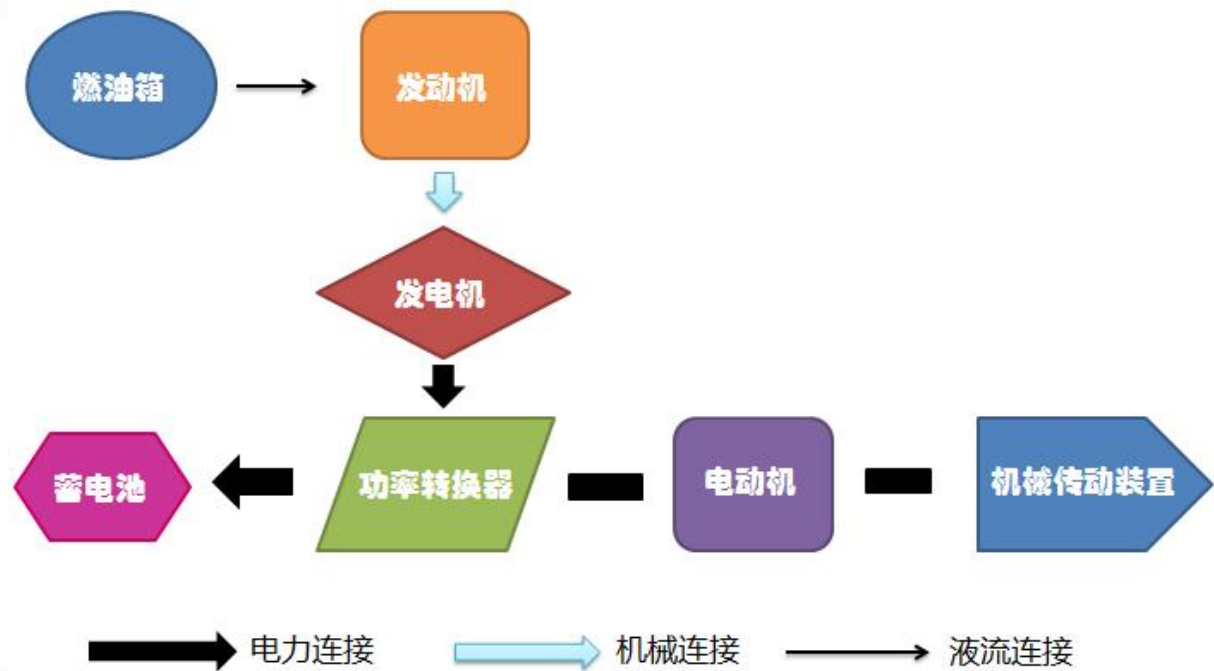 燃油箱
发动机
发电机
蓄电池
功率转换器
电动机
机械传动装置
电力连接
机械连接
液流连接